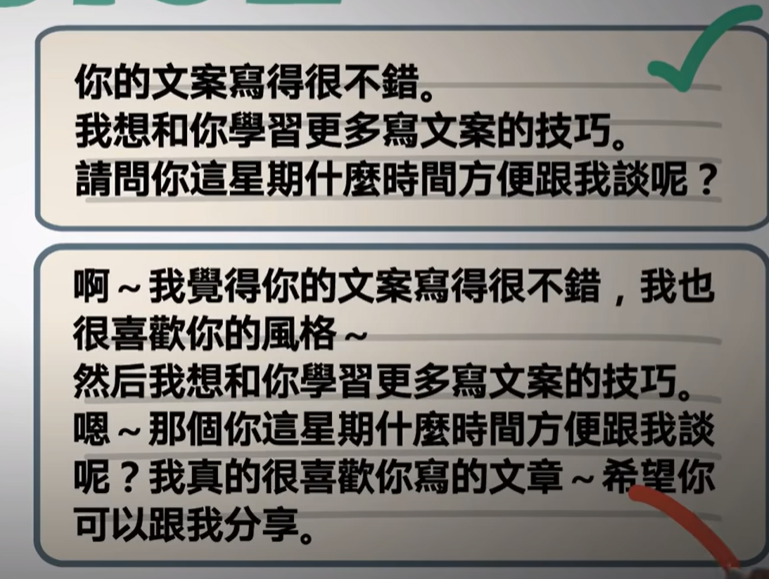 你的文案寫得很不錯。
我想和你學習更多寫文案的技巧。
請問你這星期什麼時間方便跟我談呢？
啊～我覺得你的文案寫得很不錯，我也
很喜歡你的風格～
然后我想和你學習更多寫文案的技巧。
嗯～那個你這星期什麼時間方便跟我談
呢？我真的很喜歡你寫的文章～希望你
可以跟我分享。